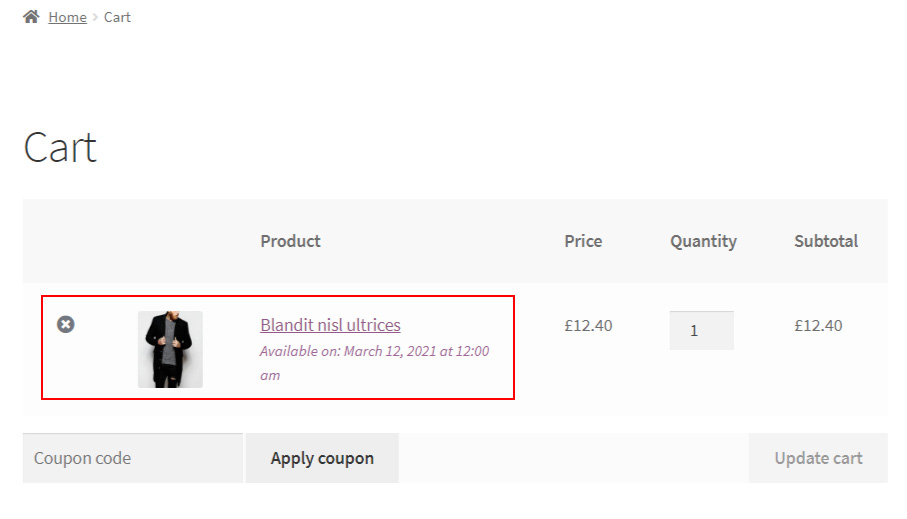 Home > Cart
Cart
Product Price Quantity Subtotal
Blandit nisl ultrices £12.40 1 £12.40
Available on: March 12, 2021 at 12:00
am
Coupon code Apply coupon Update cart